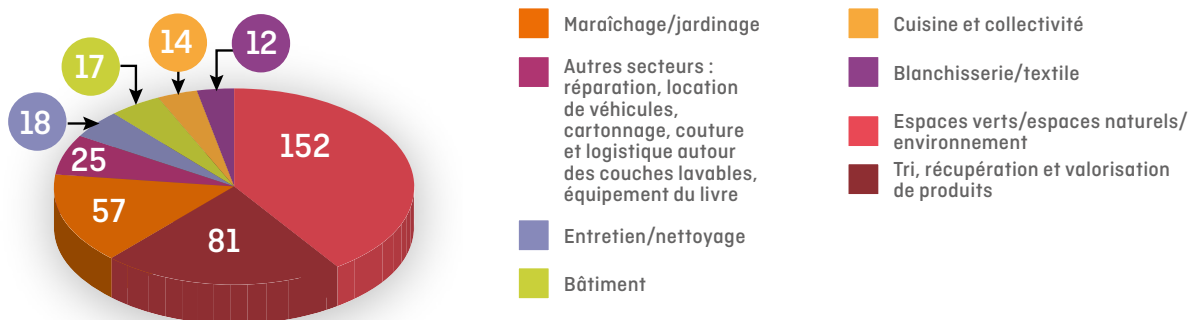 14
12
17
18
152
25
57
81
Maraîchage/jardinage
Autres secteurs :
réparation, location
de véhicules,
cartonnage, couture
et logistique autour
des couches lavables,
équipement du livre
Entretien/nettoyage
Bâtiment
Cuisine et collectivité
Blanchisserie/textile
Espaces verts/espaces naturels/
environnement
Tri, récupération et valorisation
de produits